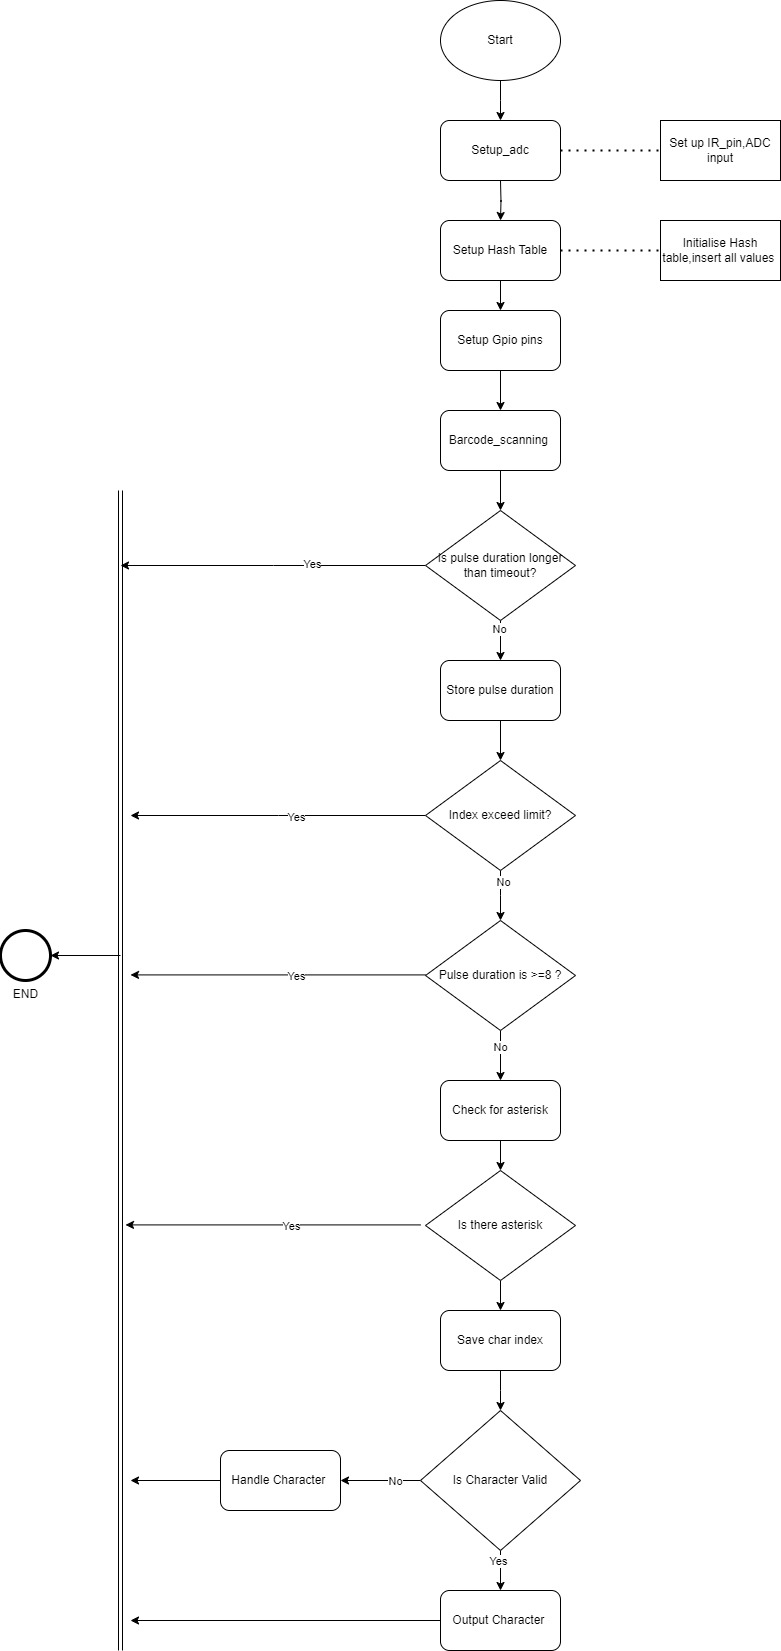 Start
Setup_adc
Set up IR_pin,ADC
input
Setup Hash Table
Initialise Hash
table,insert all values
Setup Gpio pins
Barcode_scanning
Is pulse duration longer
than timeout?
Yes
No
Store pulse duration
Index exceed limit?
Yes
No
Pulse duration is >=8 ?
Yes
END
No
Check for asterisk
Is there asterisk
Yes
Save char index
Is Character Valid
No
Handle Character
Yes
Output Character